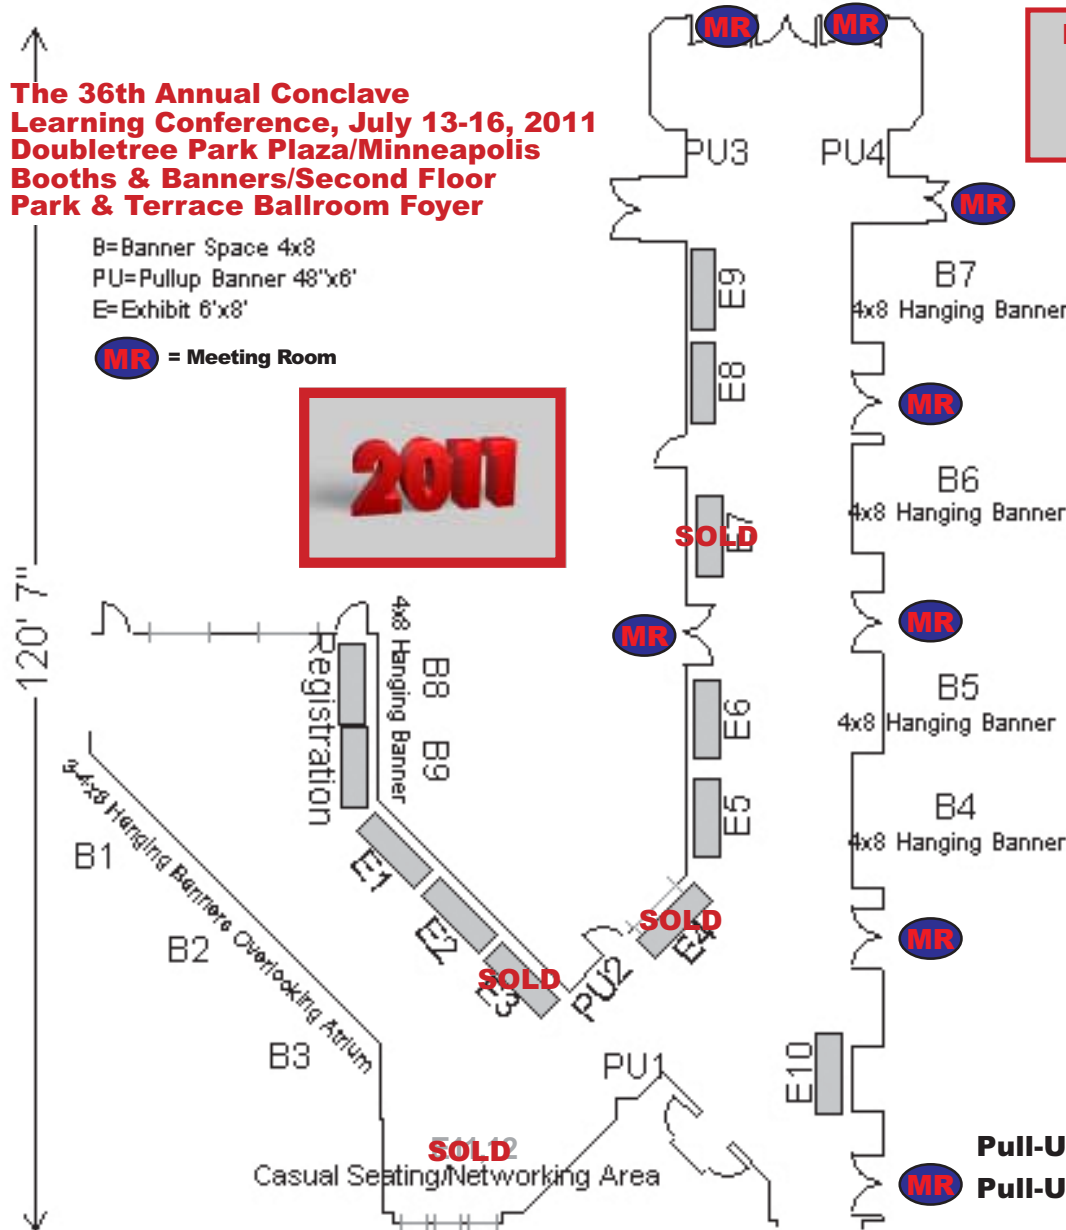 MR
MR
The 36th Annual Conclave
Learning Conference, July 13-16, 2011
Doubletree Park Plaza/Minneapolis
Booths & Banners/Second Floor
Park & Terrace Ballroom Foyer
PU3
PU4
MR
B=Banner Space 4x8
PU=Pullup Banner 48"x6'
E=Exhibit 6'x8'
MR = Meeting Room
E9
B7
4x8 Hanging Banner
E8
MR
2011
B6
4x8 Hanging Banner
SOLD
E7
120' 7"
MR
MR
Registration
4x8 Hanging Banner
B8
B9
E6
B5
4x8 Hanging Banner
E5
B4
4x8 Hanging Banner
4x8 Hanging Banners Overlooking Atrium
B1
B2
B3
E1
E2
SOLD
E3
PU2
SOLD
E4
MR
PU1
E10
SOLD
Casual Seating/Networking Area
Pull-U
MR
Pull-U